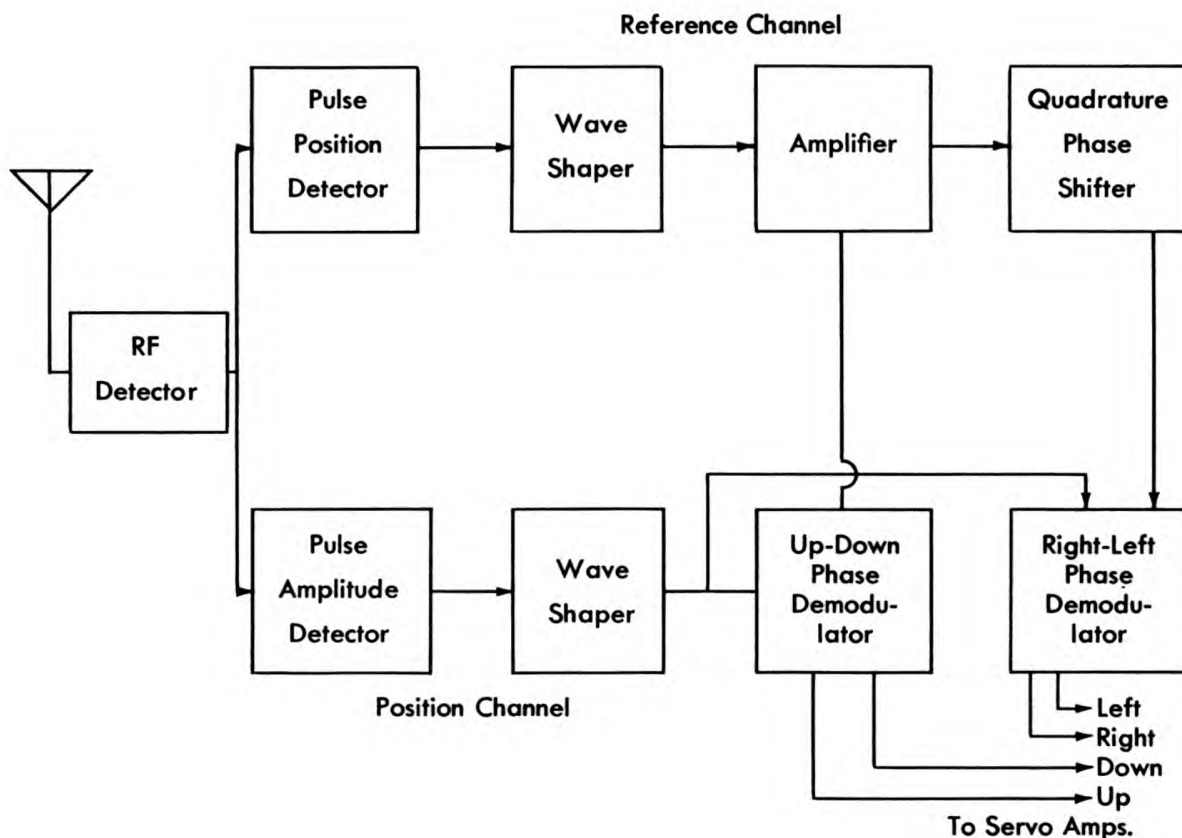 Reference Channel
Pulse
Position
Detector
Wave
Shaper
Amplifier
Quadrature
Phase
Shifter
RF
Detector
Pulse
Amplitude
Detector
Wave
Shaper
Up-Down
Phase
Demodu-
lator
Right-Left
Phase
Demodu-
lator
Position Channel
Left
Right
Down
Up
To Servo Amps.